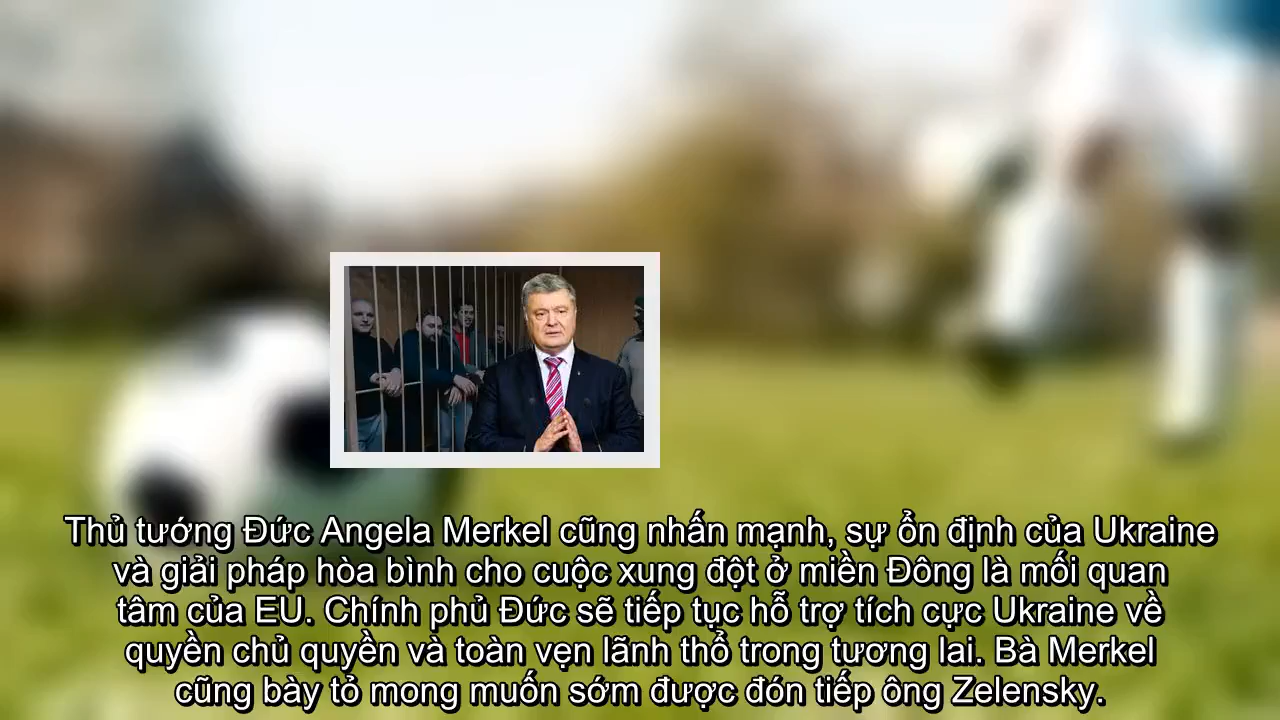 Thủ tướng Đức Angela Merkel cũng nhấn mạnh, sự ổn định của Ukraine
và giải pháp hòa bình cho cuộc xung đột ở miền Đông là mối quan
tâm của EU. Chính phủ Đức sẽ tiếp tục hỗ trợ tích cực Ukraine về
quyền chủ quyền và toàn vẹn lãnh thổ trong tương lai. Bà Merkel
cũng bày tỏ mong muốn sớm được đón tiếp ông Zelensky.